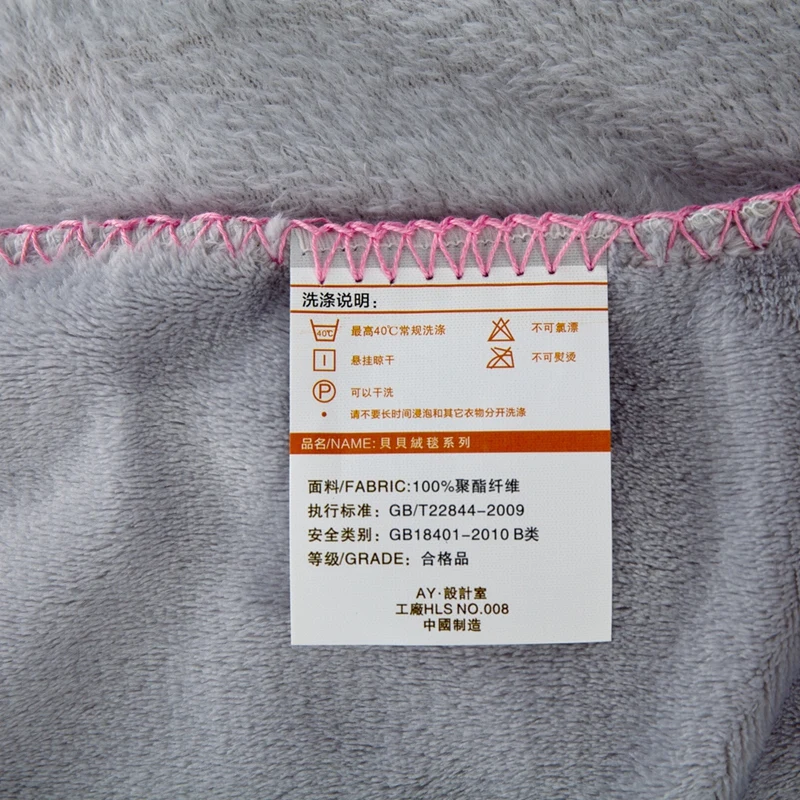 洗涤说明：
40℃ 最高40℃常规洗涤 不可氯漂
悬挂晾干 不可熨烫
P 可以干洗
• 请不要长时间浸泡和其它衣物分开洗涤
品名/NAME: 貝貝絨毯系列
面料/FABRIC:100%聚酯纤维
执行标准：GB/T22844-2009
安全类别：GB18401-2010 B类
等级/GRADE：合格品
AY·設計室
工廠HLS NO.008
中國制造